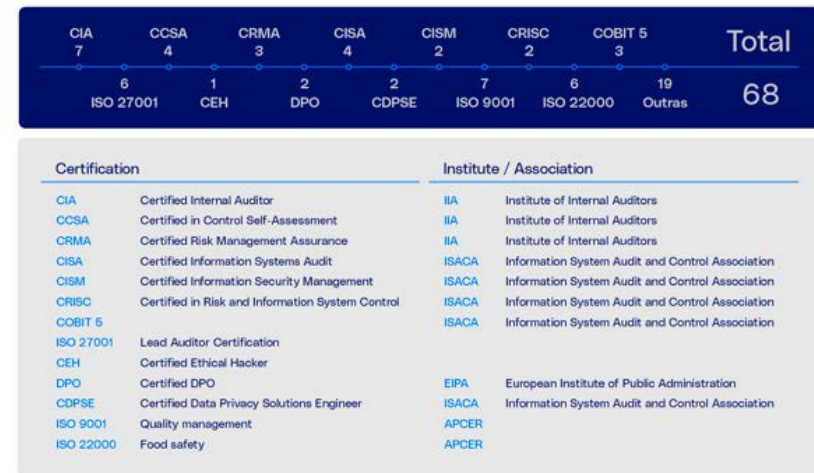 CIA CCSA CRMA CISA CISM CRISC COBIT 5 Total
7 4 3 4 2 2 3
6 1 2 2 7 6 19 68
ISO 27001 CEH DPO CDPSE ISO 9001 ISO 22000 Outras
Certification Institute / Association
CIA Certified Internal Auditor IIA Institute of Internal Auditors
CCSA Certified in Control Self-Assessment IIA Institute of Internal Auditors
CRMA Certified Risk Management Assurance IIA Institute of Internal Auditors
CISA Certified Information Systems Audit ISACA Information System Audit and Control Association
CISM Certified Information Security Management ISACA Information System Audit and Control Association
CRISC Certified in Risk and Information System Control ISACA Information System Audit and Control Association
COBIT 5 ISACA Information System Audit and Control Association
ISO 27001 Lead Auditor Certification
CEH Certified Ethical Hacker
DPO Certified DPO EIPA European Institute of Public Administration
CDPSE Certified Data Privacy Solutions Engineer ISACA Information System Audit and Control Association
ISO 9001 Quality management APCER
ISO 22000 Food safety APCER